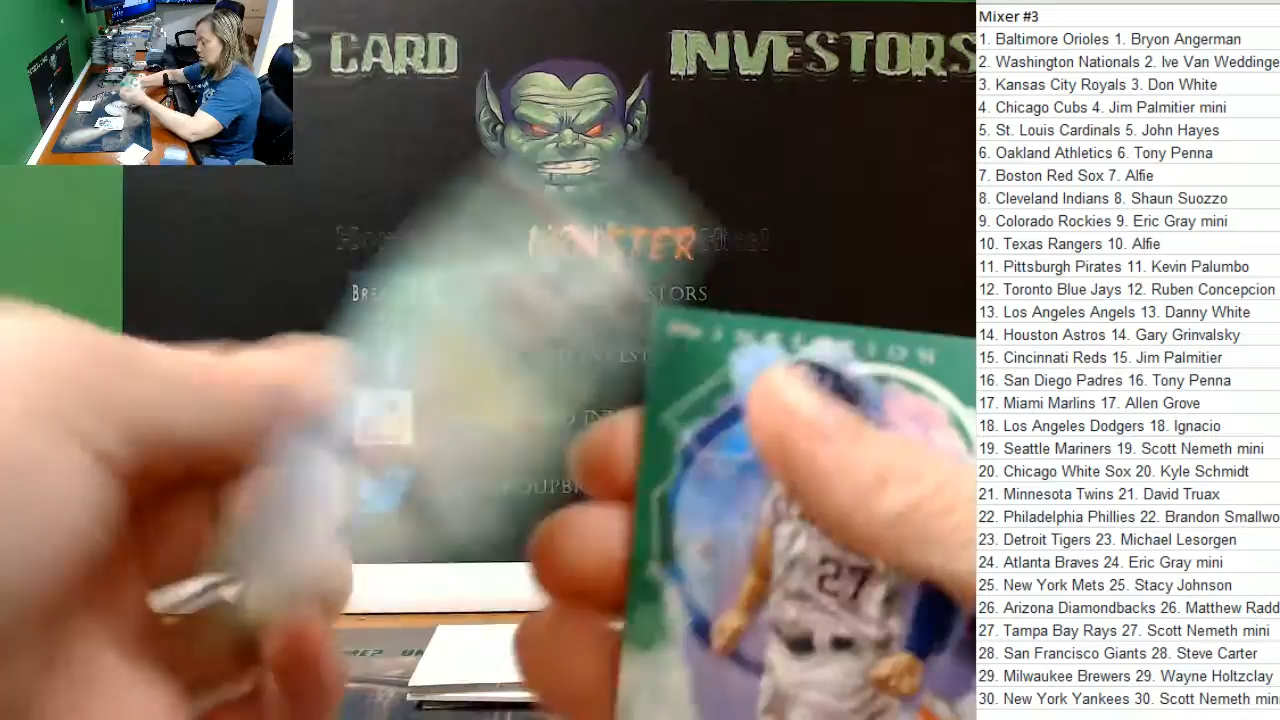 S CARD INVESTORS
MONSTER
STORS
INVEST
27
Mixer #3
1. Baltimore Orioles 1. Bryon Angerman
2. Washington Nationals 2. Ive Van Weddinge
3. Kansas City Royals 3. Don White
4. Chicago Cubs 4. Jim Palmitier mini
5. St. Louis Cardinals 5. John Hayes
6. Oakland Athletics 6. Tony Penna
7. Boston Red Sox 7. Alfie
8. Cleveland Indians 8. Shaun Suozzo
9. Colorado Rockies 9. Eric Gray mini
10. Texas Rangers 10. Alfie
11. Pittsburgh Pirates 11. Kevin Palumbo
12. Toronto Blue Jays 12. Ruben Concepcion
13. Los Angeles Angels 13. Danny White
14. Houston Astros 14. Gary Grinvalsky
15. Cincinnati Reds 15. Jim Palmitier
16. San Diego Padres 16. Tony Penna
17. Miami Marlins 17. Allen Grove
18. Los Angeles Dodgers 18. Ignacio
19. Seattle Mariners 19. Scott Nemeth mini
20. Chicago White Sox 20. Kyle Schmidt
21. Minnesota Twins 21. David Truax
22. Philadelphia Phillies 22. Brandon Smallwo
23. Detroit Tigers 23. Michael Lesorgen
24. Atlanta Braves 24. Eric Gray mini
25. New York Mets 25. Stacy Johnson
26. Arizona Diamondbacks 26. Matthew Radd
27. Tampa Bay Rays 27. Scott Nemeth mini
28. San Francisco Giants 28. Steve Carter
29. Milwaukee Brewers 29. Wayne Holtzclay
30. New York Yankees 30. Scott Nemeth min